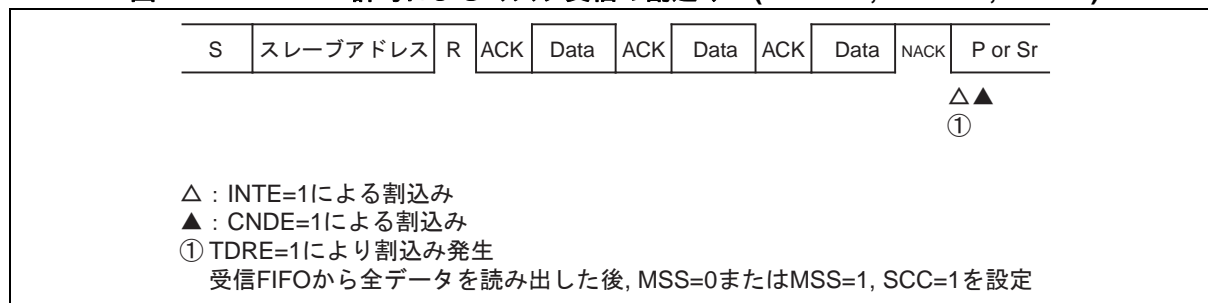 S スレーブアドレス R ACK Data ACK Data ACK Data NACK P or Sr
△▲
①
△：INTE=1による割込み
▲：CNDE=1による割込み
① TDRE=1により割込み発生
受信FIFOから全データを読み出した後, MSS=0またはMSS=1, SCC=1を設定